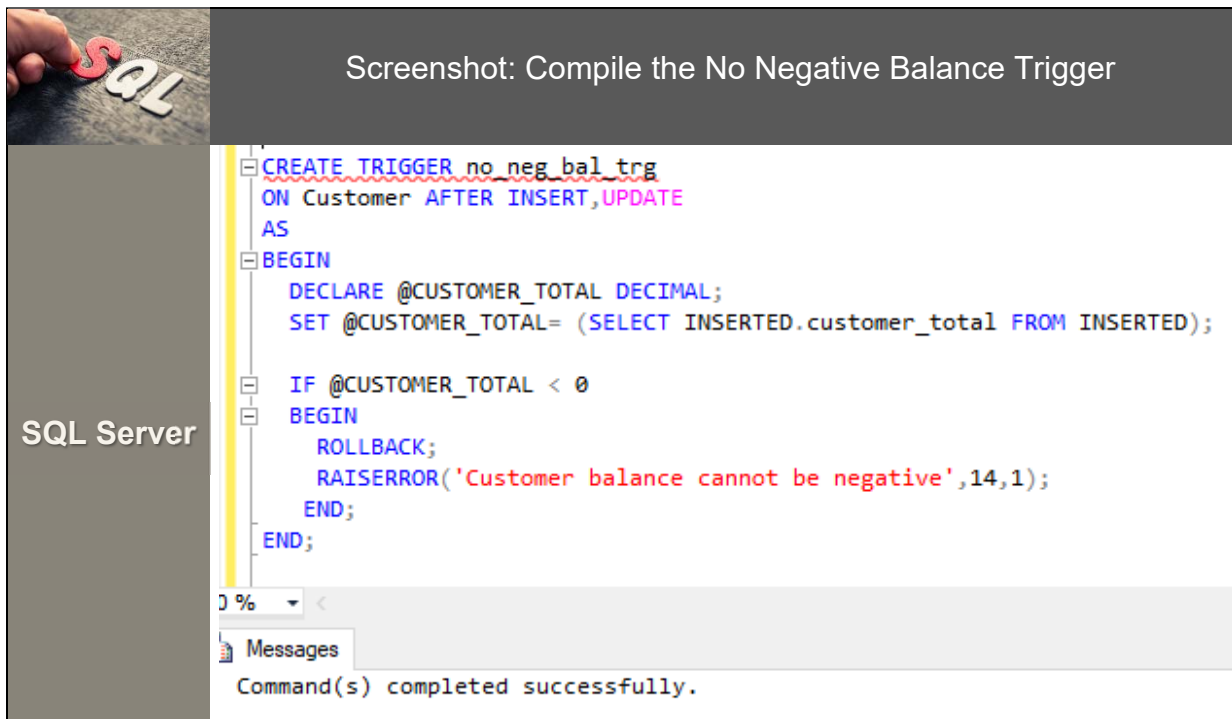 SQL
Screenshot: Compile the No Negative Balance Trigger
SQL Server
CREATE TRIGGER no_neg_bal_trg
ON Customer AFTER INSERT,UPDATE
AS
BEGIN
DECLARE @CUSTOMER_TOTAL DECIMAL;
SET @CUSTOMER_TOTAL= (SELECT INSERTED.customer_total FROM INSERTED);
IF @CUSTOMER_TOTAL < 0
BEGIN
ROLLBACK;
RAISERROR('Customer balance cannot be negative',14,1);
END;
END;
0 %
Messages
Command(s) completed successfully.